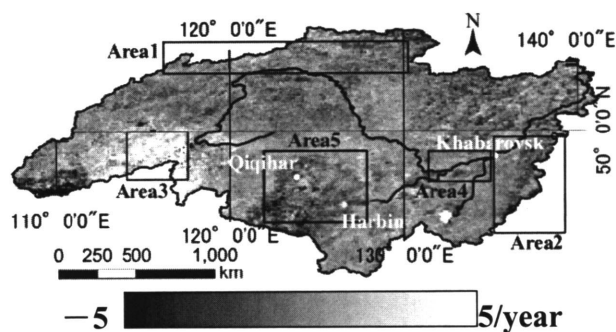 120° 0'0"E
N
140° 0'0"E
Area1
50° 0'0"N
Area5
Khabarovsk
Qiqihar
Area3
Area4
110° 0'0"E
Harbin
120° 0'0"E
130° 0'0"E
Area2
0 250 500 1,000
km
−5
5/year